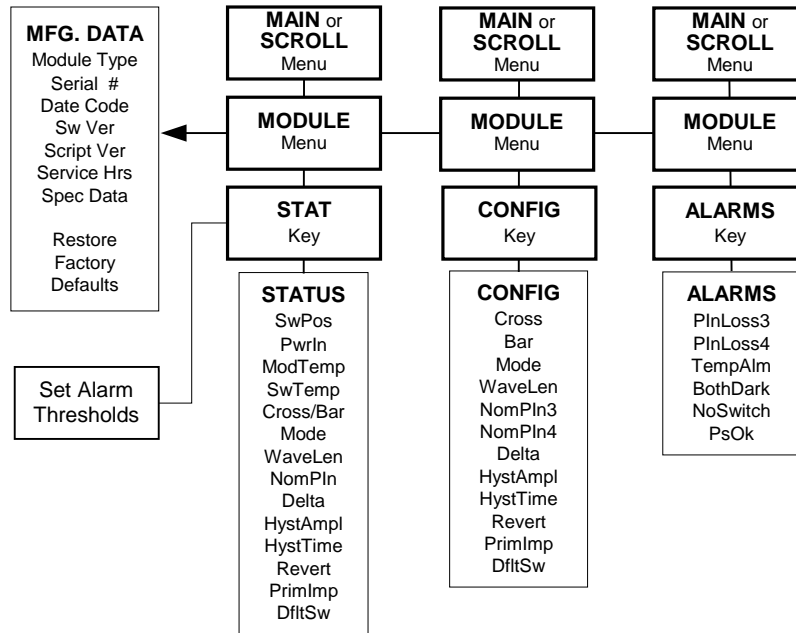 MFG. DATA
Module Type
Serial #
Date Code
Sw Ver
Script Ver
Service Hrs
Spec Data
Restore
Factory
Defaults
Set Alarm
Thresholds
MAIN or
SCROLL
Menu
MODULE
Menu
STAT
Key
STATUS
SwPos
PwrIn
ModTemp
SwTemp
Cross/Bar
Mode
WaveLen
NomPIn
Delta
HystAmpl
HystTime
Revert
PrimImp
DfltSw
MAIN or
SCROLL
Menu
MODULE
Menu
CONFIG
Key
CONFIG
Cross
Bar
Mode
WaveLen
NomPIn3
NomPIn4
Delta
HystAmpl
HystTime
Revert
PrimImp
DfltSw
MAIN or
SCROLL
Menu
MODULE
Menu
ALARMS
Key
ALARMS
PInLoss3
PInLoss4
TempAlm
BothDark
NoSwitch
PsOk